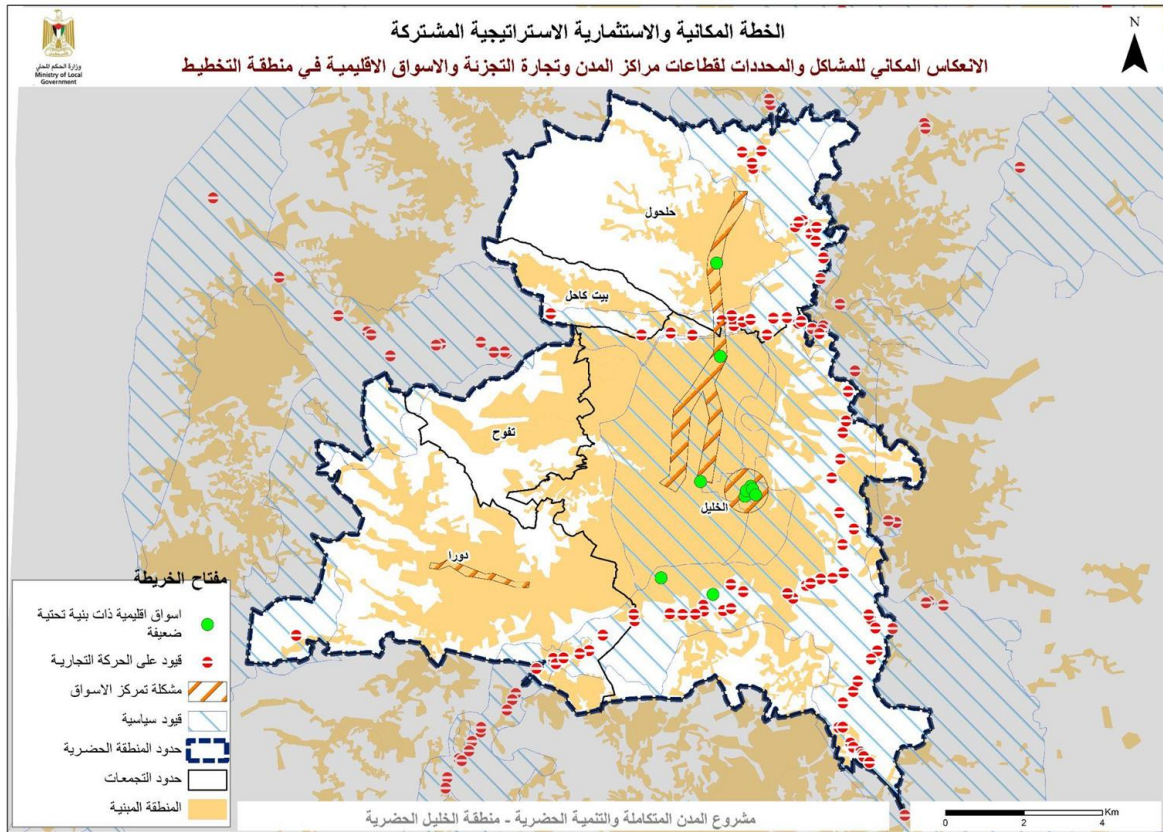 الخطة المكانية والاستثمارية الاستراتيجية المشتركة
الانعكاس المكاني للمشاكل والمحددات لقطاعات مراكز المدن وتجارة التجزئة والاسواق الاقليمية في منطقة التخطيط
وزارة الحكم المحلي
Ministry of Local
Government
N
حلحول
بيت كاحل
تفوح
الخليل
دورا
مفتاح الخريطة
اسواق اقليمية ذات بنية تحتية
ضعيفة
قيود على الحركة التجارية
مشكلة تمركز الاسواق
قيود سياسية
حدود المنطقة الحضرية
حدود التجمعات
المنطقة المبنية
مشروع المدن المتكاملة والتنمية الحضرية - منطقة الخليل الحضرية
Km
0 2 4